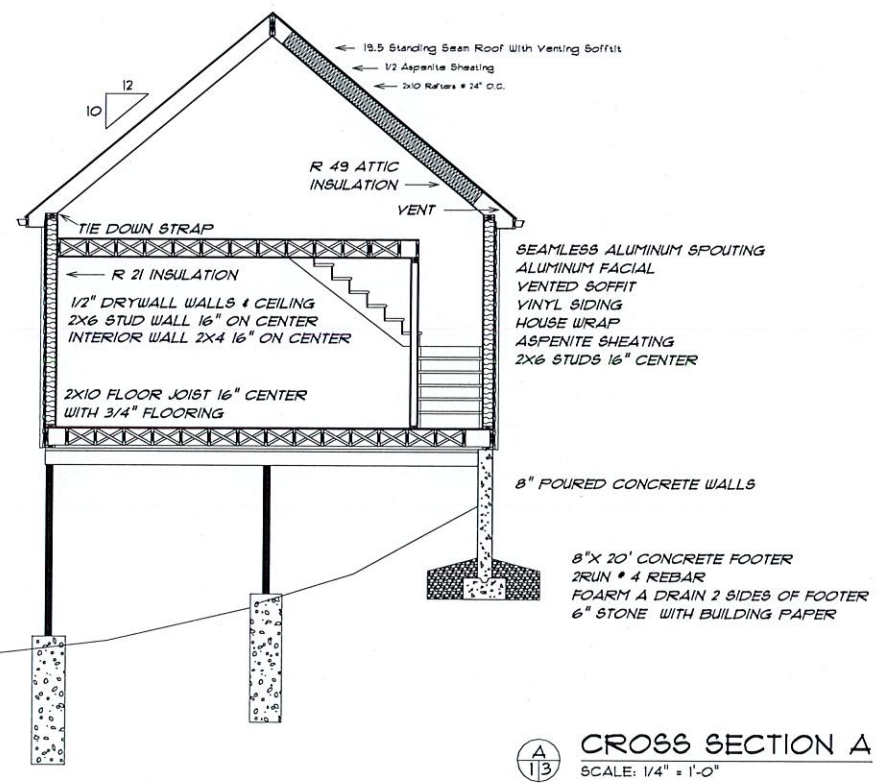 19.5 Standing Seam Roof With Venting Sofftit
1/2 Aspenite Sheating
2x10 Rafters @ 24" O.C.
12
10
R 49 ATTIC
INSULATION
VENT
TIE DOWN STRAP
R 21 INSULATION
1/2" DRYWALL WALLS & CEILING
2X6 STUD WALL 16" ON CENTER
INTERIOR WALL 2X4 16" ON CENTER
2X10 FLOOR JOIST 16" CENTER
WITH 3/4" FLOORING
SEAMLESS ALUMINUM SPOUTING
ALUMINUM FACIAL
VENTED SOFFIT
VINYL SIDING
HOUSE WRAP
ASPENITE SHEATING
2X6 STUDS 16" CENTER
8" POURED CONCRETE WALLS
8"X 20' CONCRETE FOOTER
2RUN # 4 REBAR
FOARM A DRAIN 2 SIDES OF FOOTER
6" STONE WITH BUILDING PAPER
A
1 3
CROSS SECTION A
SCALE: 1/4" = 1'-0"